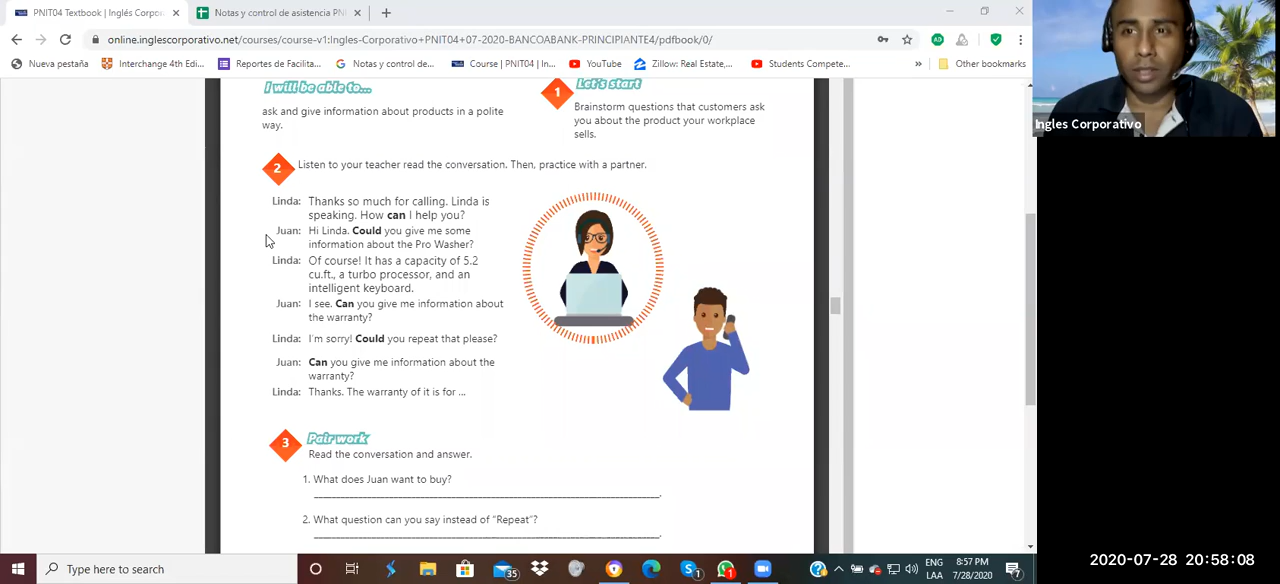 PNIT04 Textbook | Inglés Corpor
Notas y control de asistencia PNI
online.inglescorporativo.net/courses/course-v1:Ingles-Corporativo+PNIT04+07-2020-BANCOABANK-PRINCIPIANTE4/pdfbook/0/
Nueva pestaña
Interchange 4th Edi...
Reportes de Facilita...
Notas y control de...
Course | PNIT04 | In...
YouTube
Zillow: Real Estate,...
Students Compete...
»
Other bookmarks
I will be able to...
ask and give information about products in a polite
way.
1
Let's start
Brainstorm questions that customers ask
you about the product your workplace
sells.
2
Listen to your teacher read the conversation. Then, practice with a partner.
Linda: Thanks so much for calling. Linda is
speaking. How can I help you?
Juan: Hi Linda. Could you give me some
information about the Pro Washer?
Linda: Of course! It has a capacity of 5.2
cu.ft., a turbo processor, and an
intelligent keyboard.
Juan: I see. Can you give me information about
the warranty?
Linda: I'm sorry! Could you repeat that please?
Juan: Can you give me information about the
warranty?
Linda: Thanks. The warranty of it is for ...
3
Pair work
Read the conversation and answer.
1. What does Juan want to buy?
2. What question can you say instead of "Repeat"?
Ingles Corporativo
Type here to search
35
1
1
ENG
LAA
8:57 PM
7/28/2020
7
2020-07-28 20:58:08